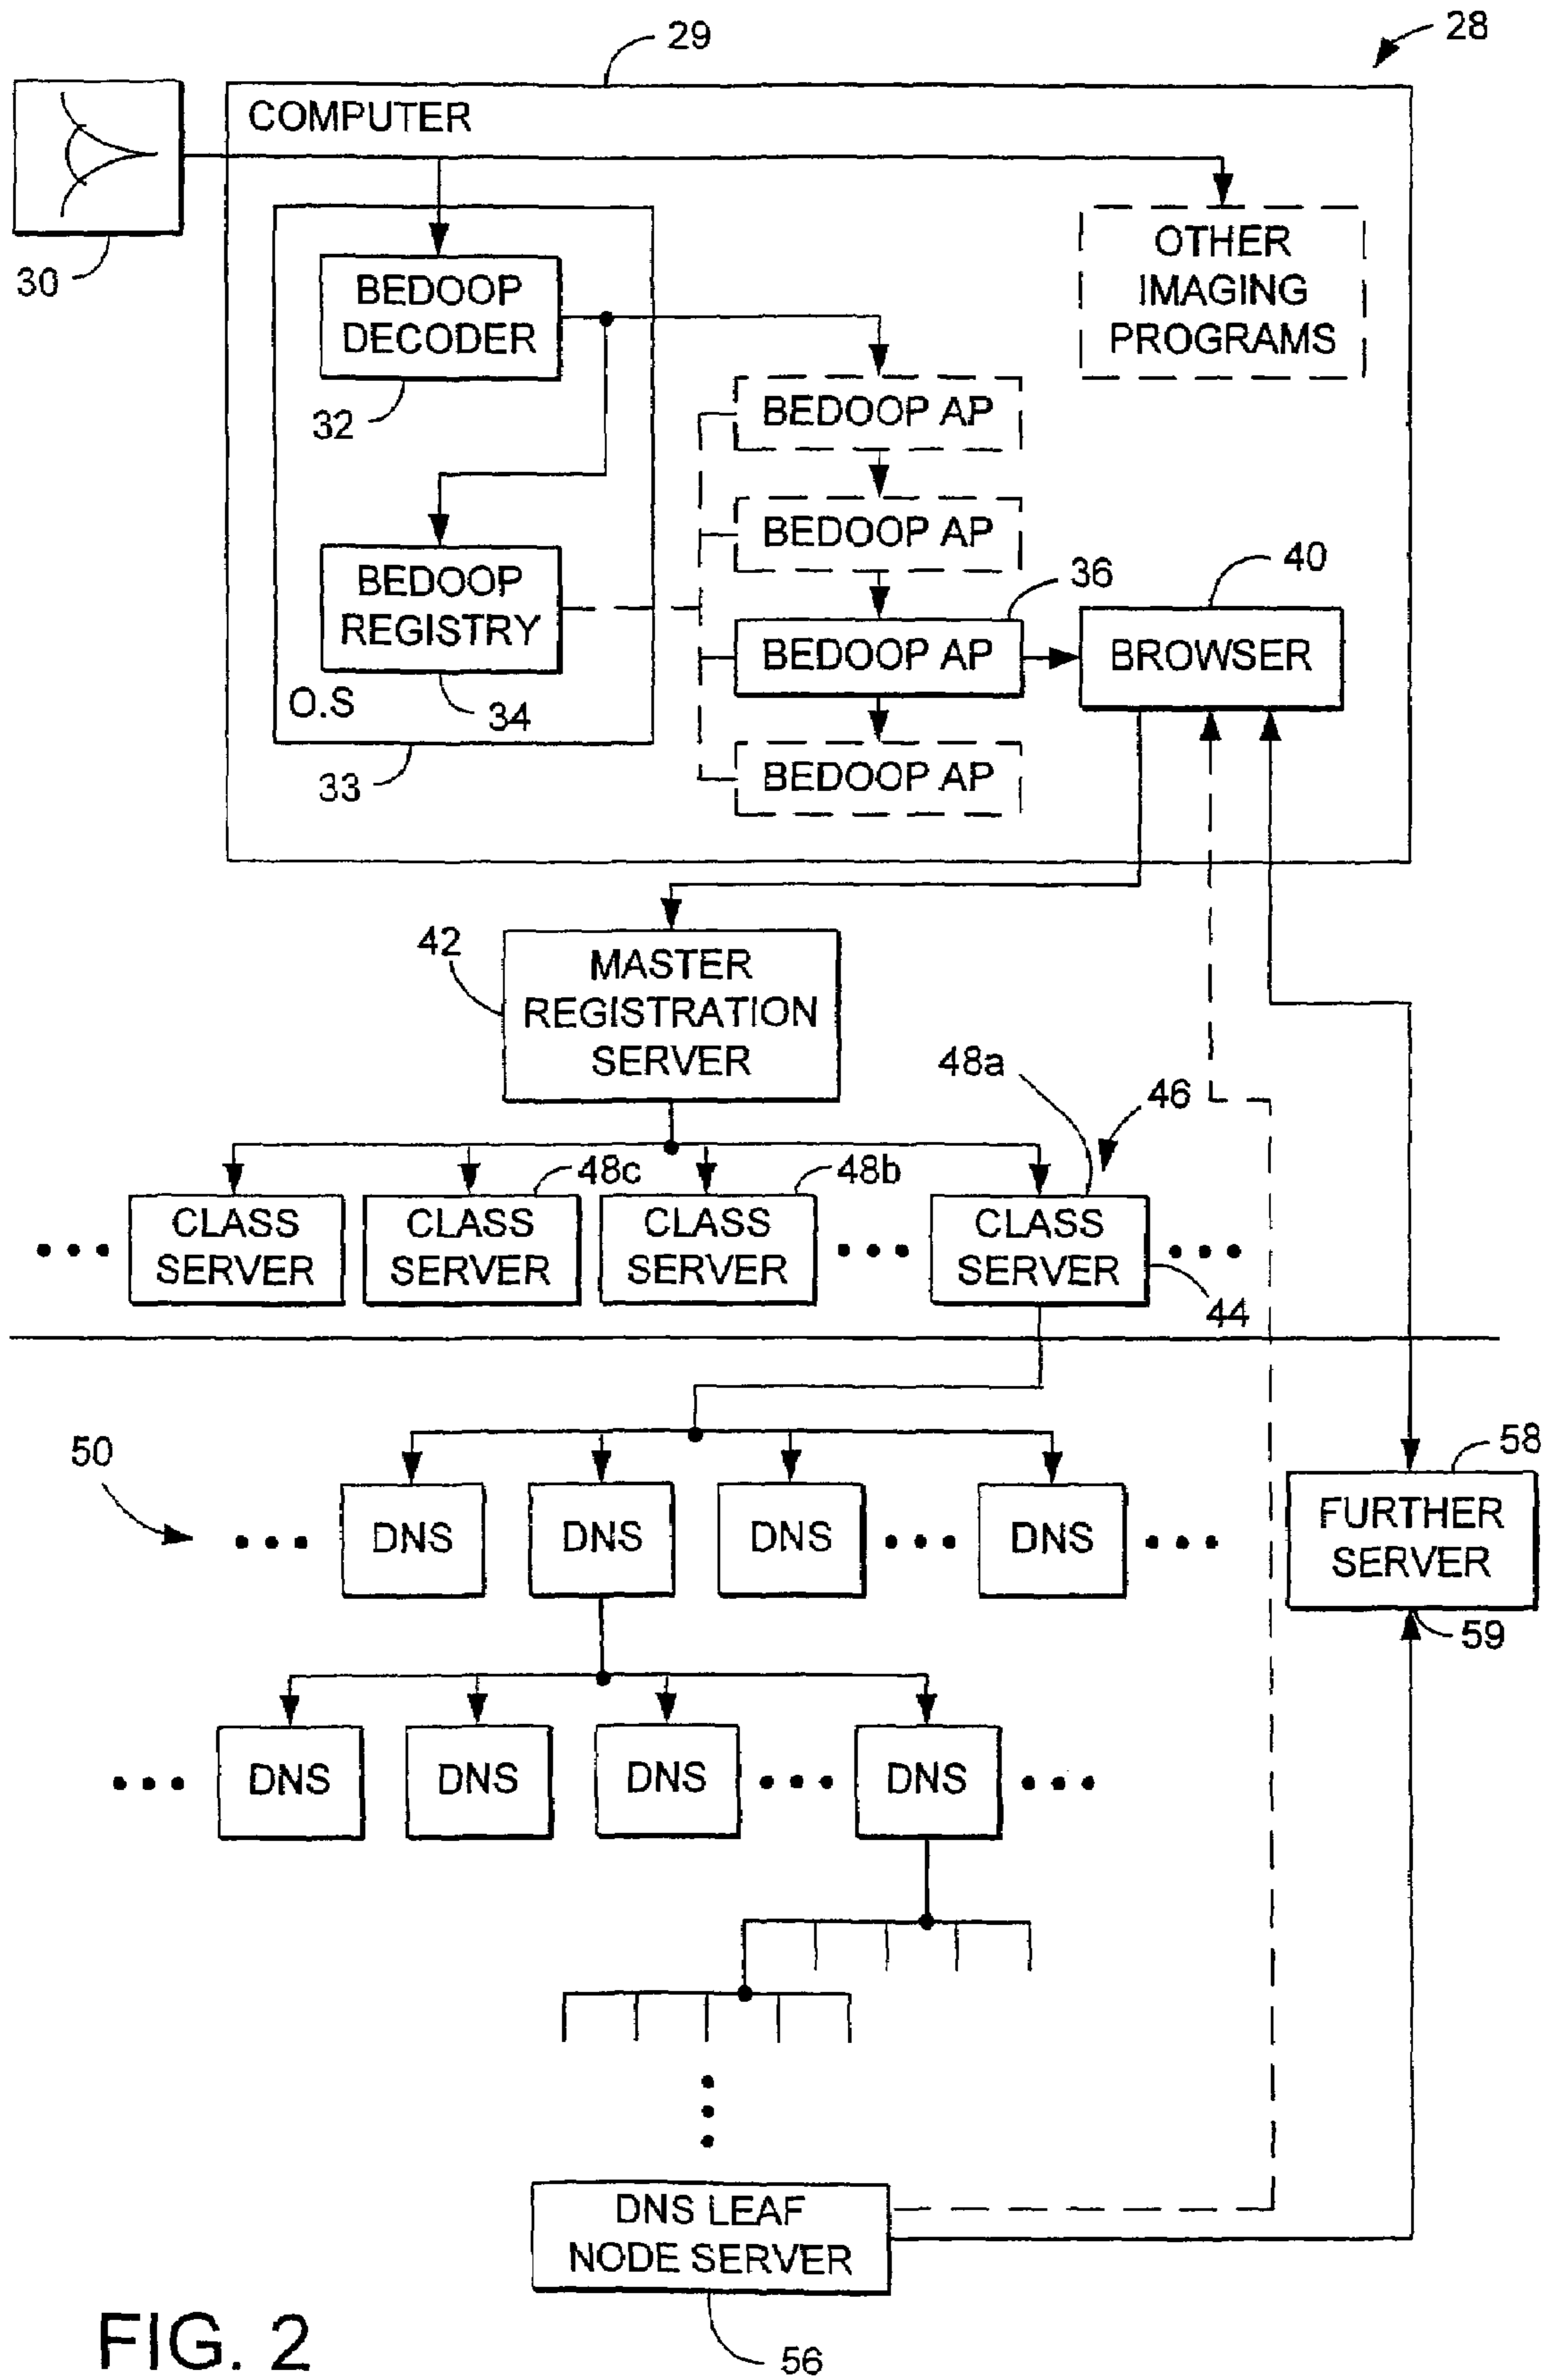 28
29
COMPUTER
30
BEDOOP
DECODER
32
OTHER
IMAGING
PROGRAMS
BEDOOP AP
BEDOOP AP
BEDOOP
REGISTRY
34
O.S
33
36
BEDOOP AP
40
BROWSER
BEDOOP AP
42
MASTER
REGISTRATION
SERVER
48a
46
48c
48b
CLASS
SERVER
CLASS
SERVER
CLASS
SERVER
CLASS
SERVER
44
50
DNS
DNS
DNS
DNS
58
FURTHER
SERVER
59
DNS
DNS
DNS
DNS
DNS LEAF
NODE SERVER
56
FIG. 2